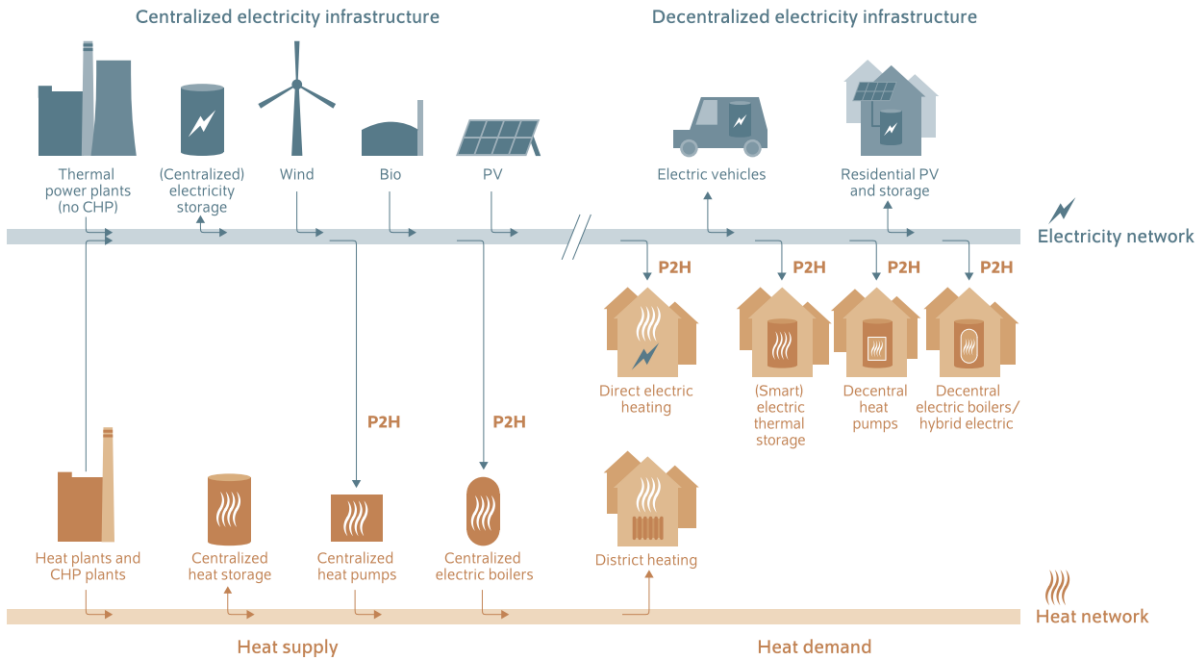 Centralized electricity infrastructure
Decentralized electricity infrastructure
Thermal
power plants
(no CHP)
(Centralized)
electricity
storage
Wind
Bio
PV
Electric vehicles
Residential PV
and storage
Electricity network
P2H
P2H
P2H
P2H
Direct electric
heating
(Smart)
electric
thermal
storage
Decentral
heat
pumps
Decentral
electric boilers/
hybrid electric
P2H
P2H
Heat plants and
CHP plants
Centralized
heat storage
Centralized
heat pumps
Centralized
electric boilers
District heating
Heat network
Heat supply
Heat demand